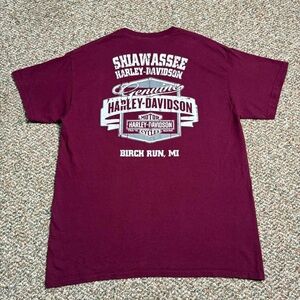 SHIAWASSEE
HARLEY-DAVIDSON
Genuine
HARLEY-DAVIDSON
MOTOR
HARLEY-DAVIDSON
CYCLES
BIRCH RUN, MI